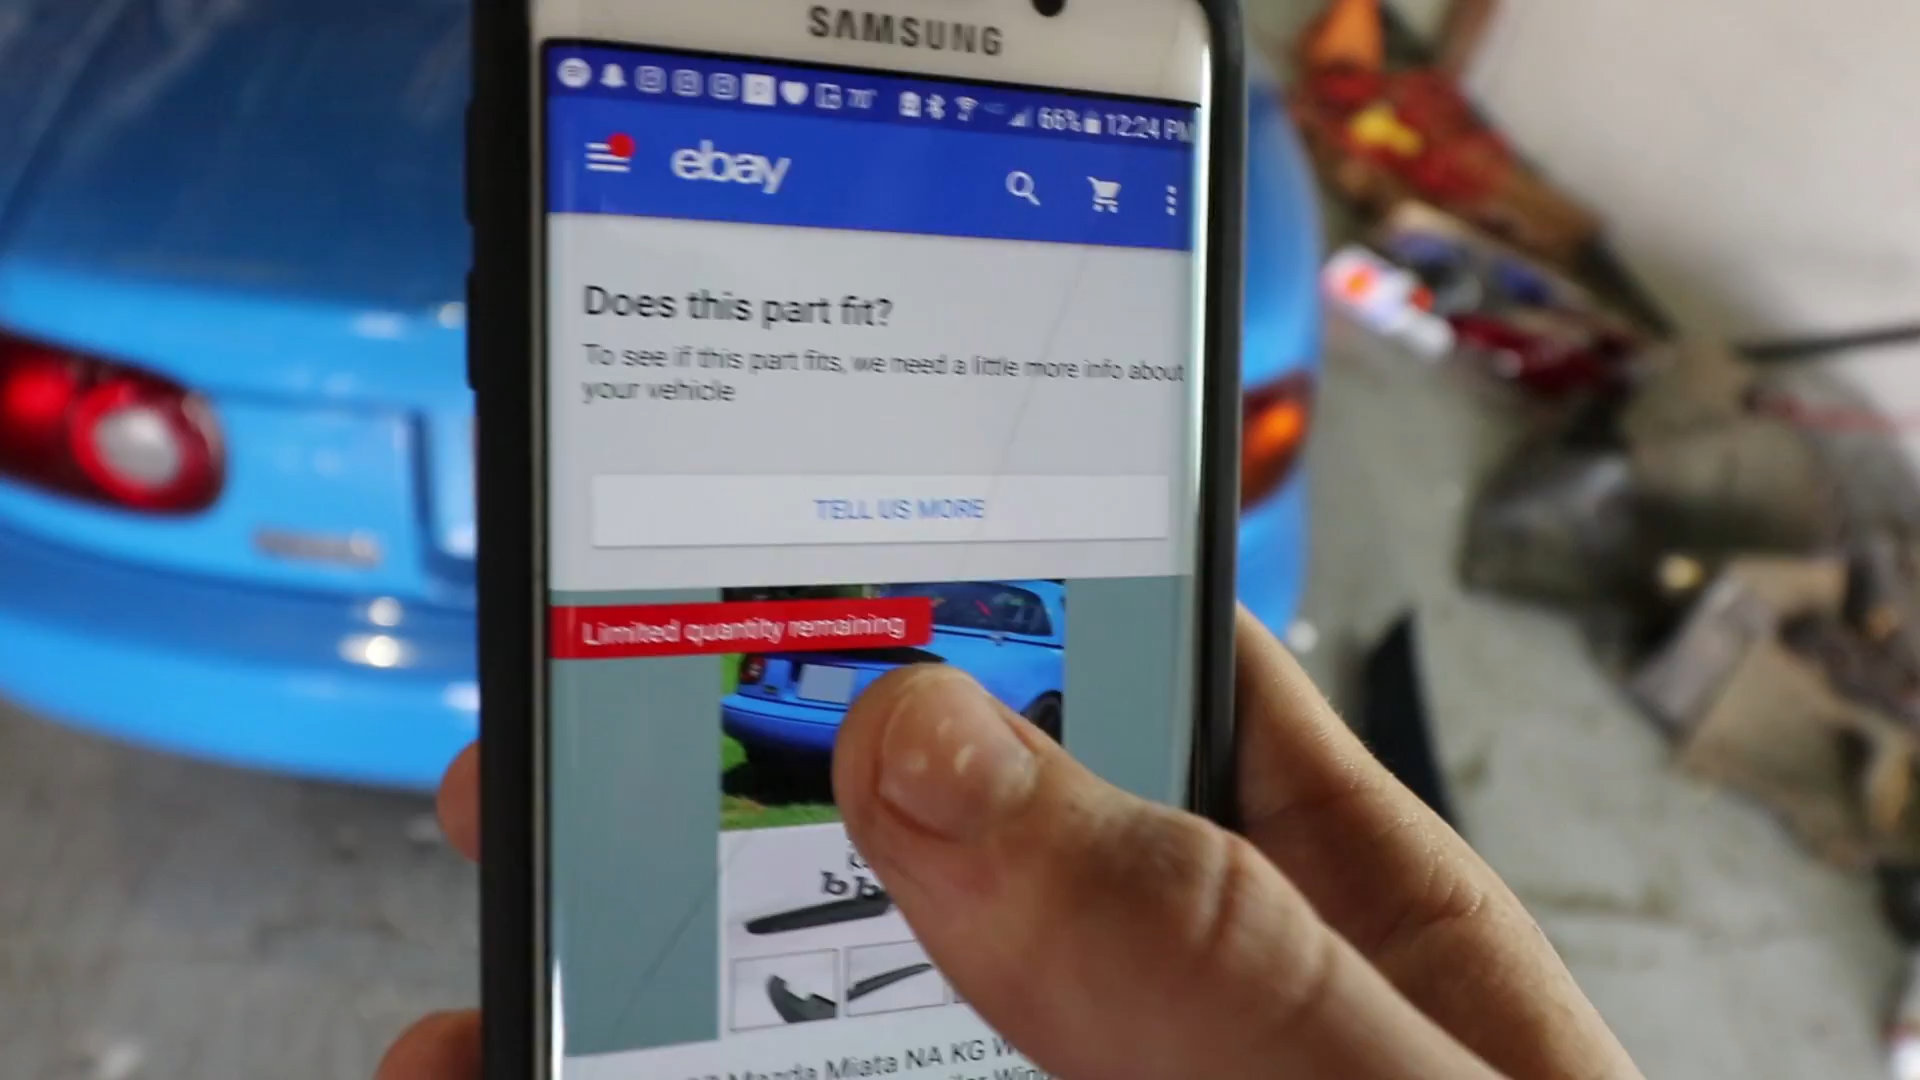 SAMSUNG
70° 66% 12:24 PM
ebay
Does this part fit?
To see if this part fits, we need a little more info about
your vehicle
TELL US MORE
Limited quantity remaining
Mazda Miata NA KG